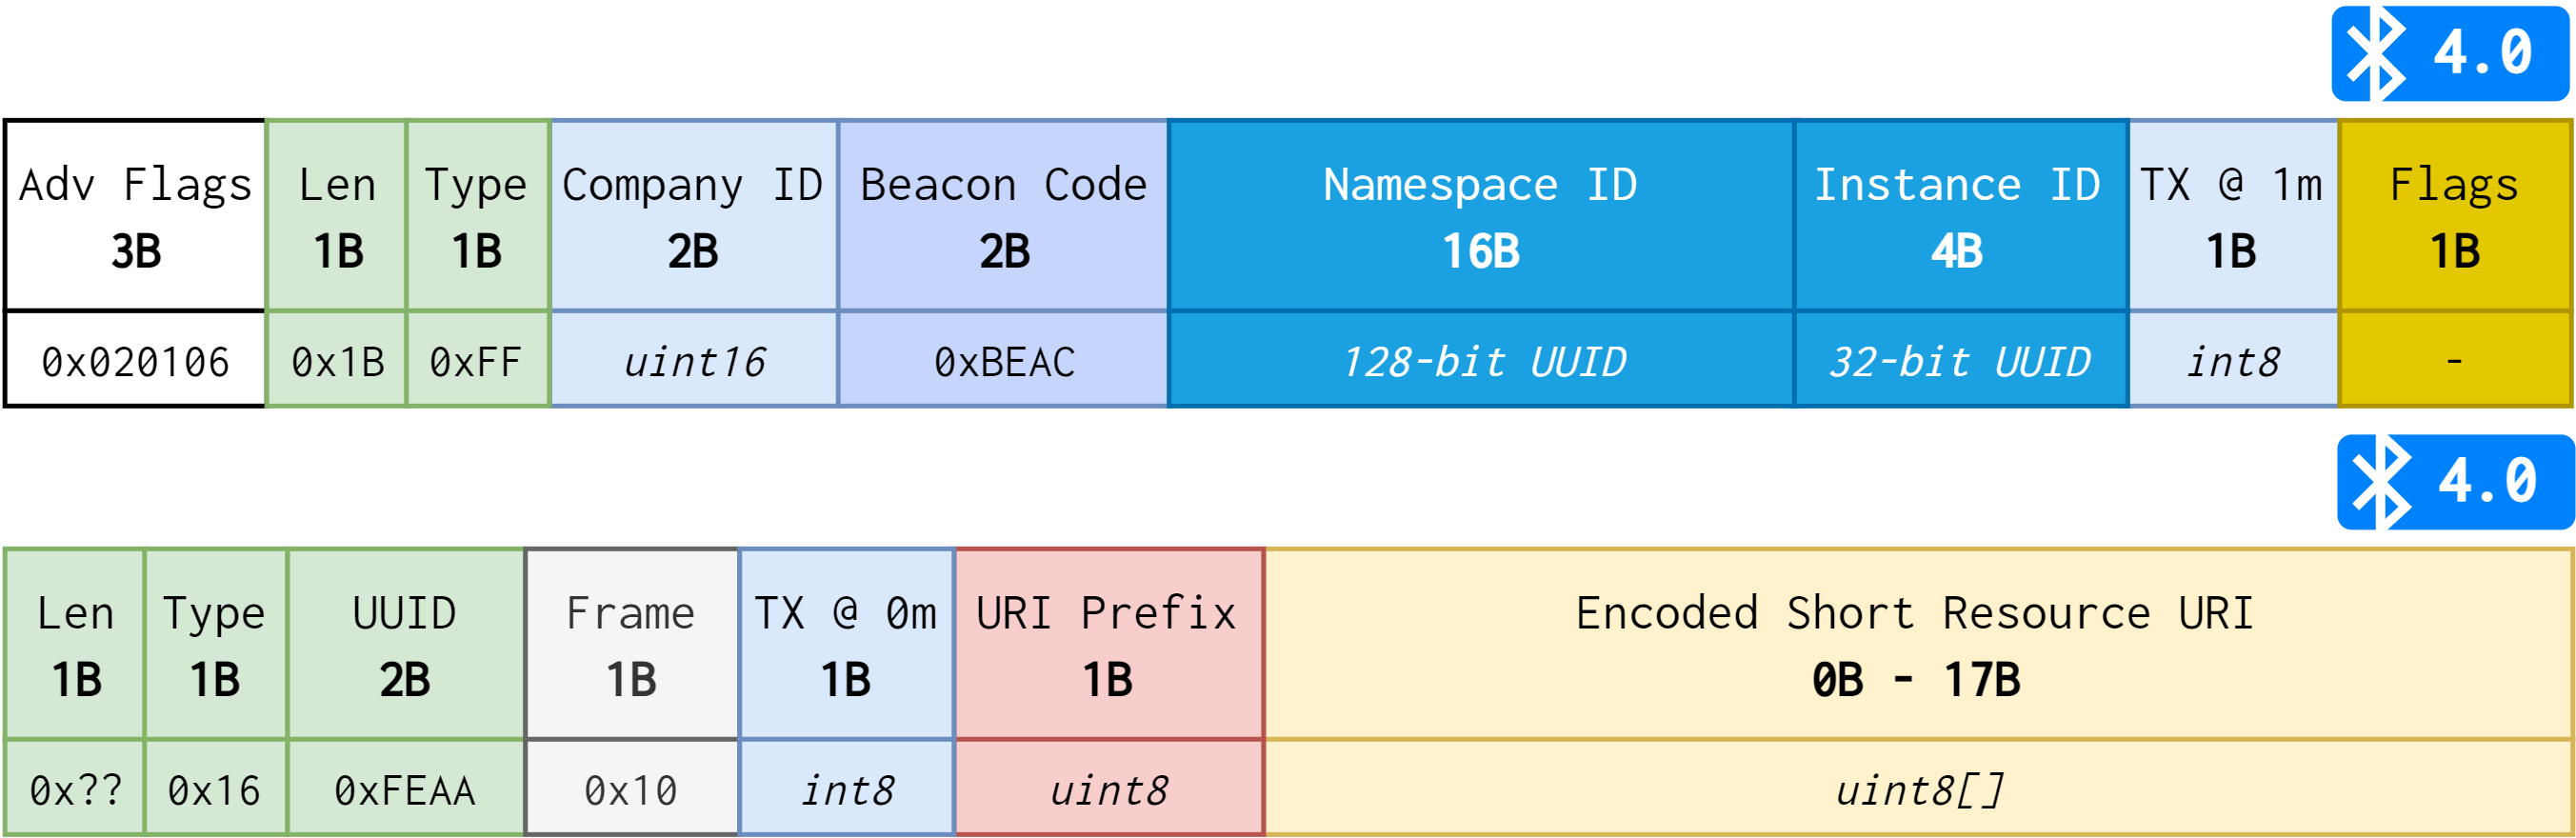 4.0
Adv Flags Len Type Company ID Beacon Code Namespace ID Instance ID TX @ 1m Flags
3B 1B 1B 2B 2B 16B 4B 1B 1B
0x020106 0x1B 0xFF uint16 0xBEAC 128-bit UUID 32-bit UUID int8 -
4.0
Len Type UUID Frame TX @ 0m URI Prefix Encoded Short Resource URI
1B 1B 2B 1B 1B 1B 0B - 17B
0x?? 0x16 0xFEAA 0x10 int8 uint8 uint8[]